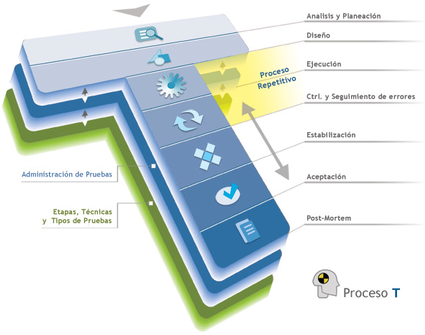 Analisis y Planeación
Diseño
Ejecución
Proceso
Repetitivo
Ctrl. y Seguimiento de errores
Estabilización
Administración de Pruebas
Aceptación
Etapas, Técnicas
y Tipos de Pruebas
Post-Mortem
Proceso T